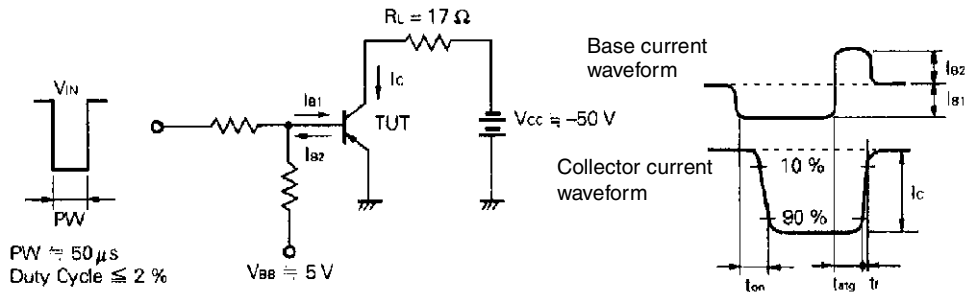 RL = 17 Ω
VIN
IC
IB1
TUT
IB2
VCC ≒ –50 V
PW
PW ≒ 50 μs
Duty Cycle ≦ 2 %
VBB ≒ 5 V
Base current
waveform
IB2
IB1
Collector current
waveform
10 %
90 %
IC
ton
tstg
tf